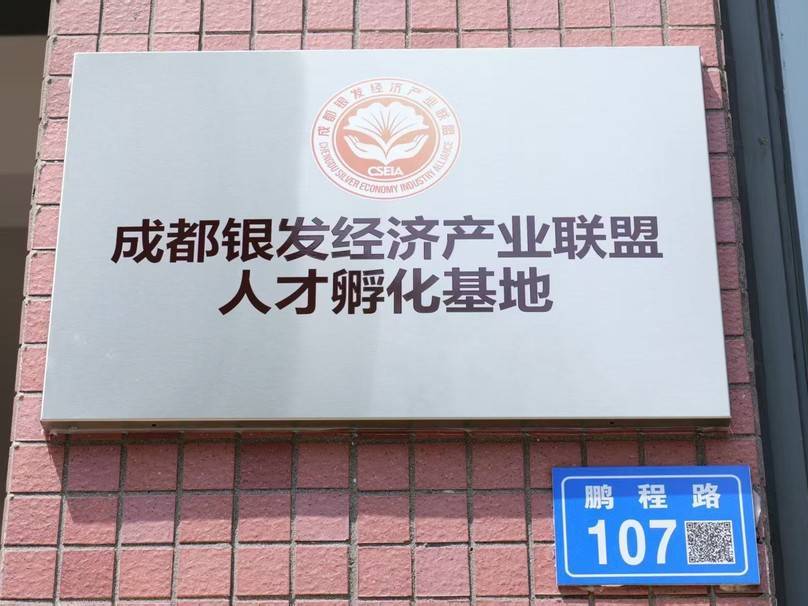 成都银发经济产业联盟
CHENGDU SILVER ECONOMY INDUSTRY ALLIANCE
CSEIA
成都银发经济产业联盟
人才孵化基地
鹏程路
107